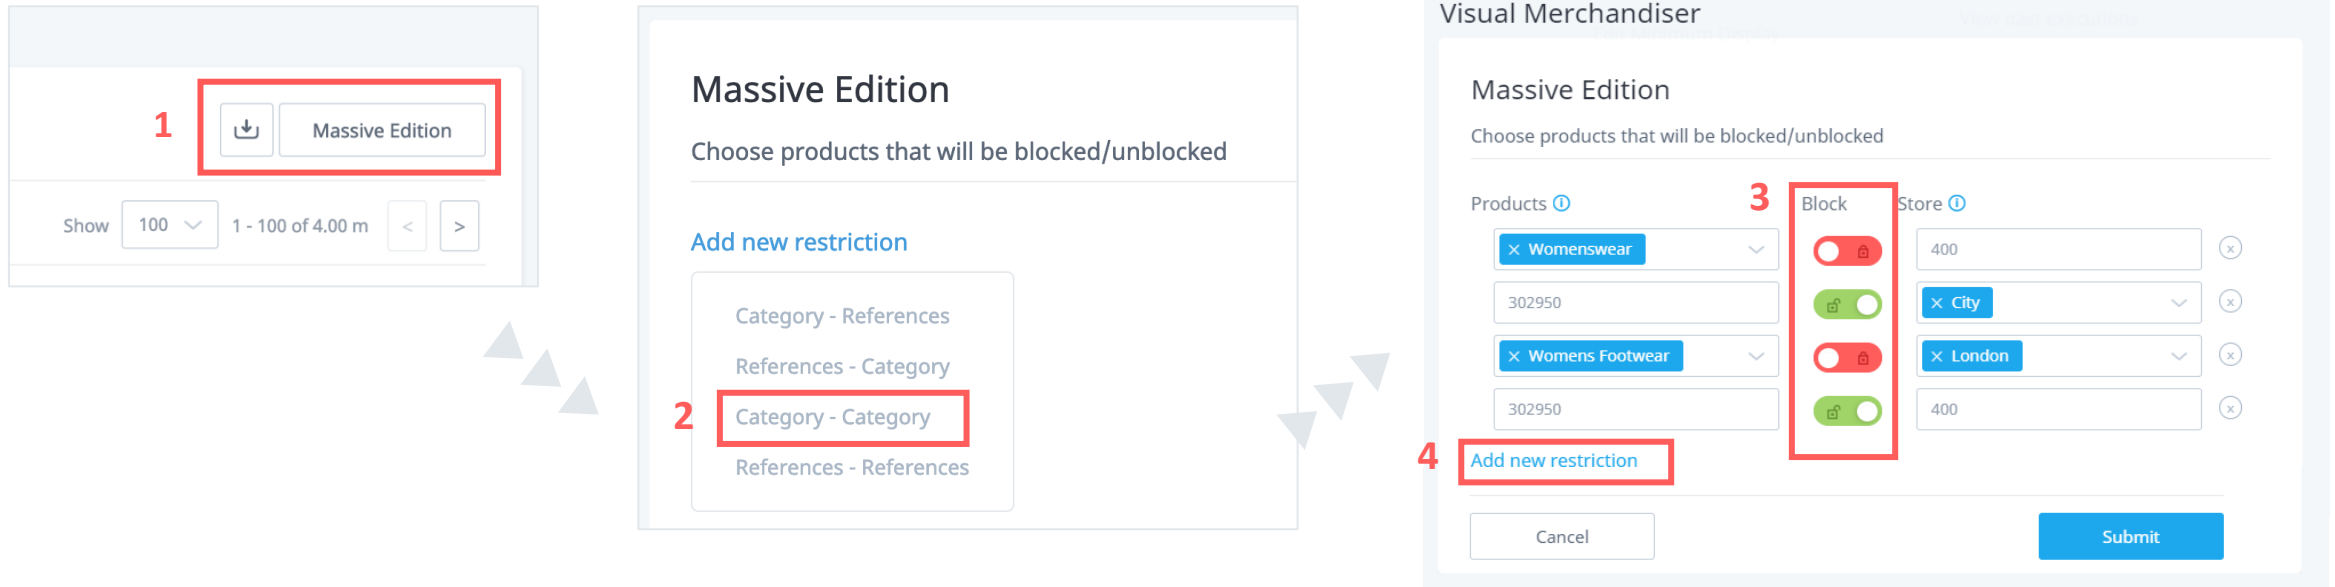 1
Massive Edition
Show 100 1 - 100 of 4.00 m < >
Massive Edition
Choose products that will be blocked/unblocked
Add new restriction
Category - References
References - Category
2 Category - Category
References - References
Visual Merchandiser
Massive Edition
Choose products that will be blocked/unblocked
Products 3 Block Store
× Womenswear 400
302950 × City
× Womens Footwear × London
302950 400
4 Add new restriction
Cancel Submit